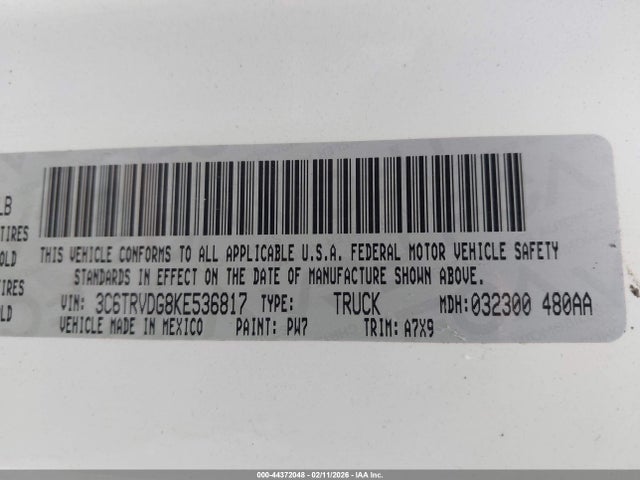 LB
TIRES
OLD
TIRES
OLD
THIS VEHICLE CONFORMS TO ALL APPLICABLE U.S.A. FEDERAL MOTOR VEHICLE SAFETY
STANDARDS IN EFFECT ON THE DATE OF MANUFACTURE SHOWN ABOVE.
VIN: 3C6TRVDG8KE536817 TYPE: TRUCK MDH: 032300 480AA
VEHICLE MADE IN MEXICO PAINT: PW7 TRIM: A7X9
000-44372048 - 02/11/2026 - IAA Inc.